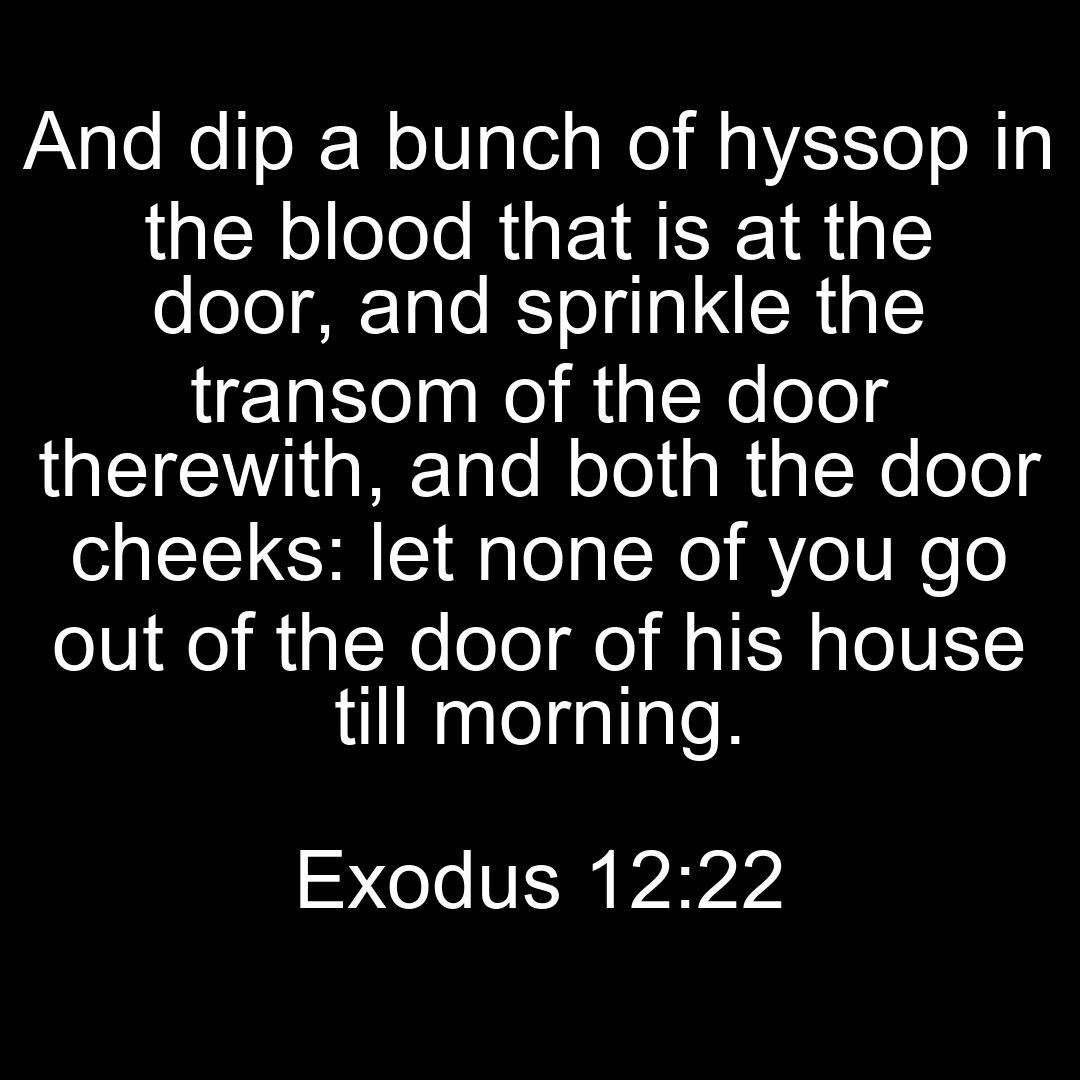 And dip a bunch of hyssop in
the blood that is at the
door, and sprinkle the
transom of the door
therewith, and both the door
cheeks: let none of you go
out of the door of his house
till morning.
Exodus 12:22